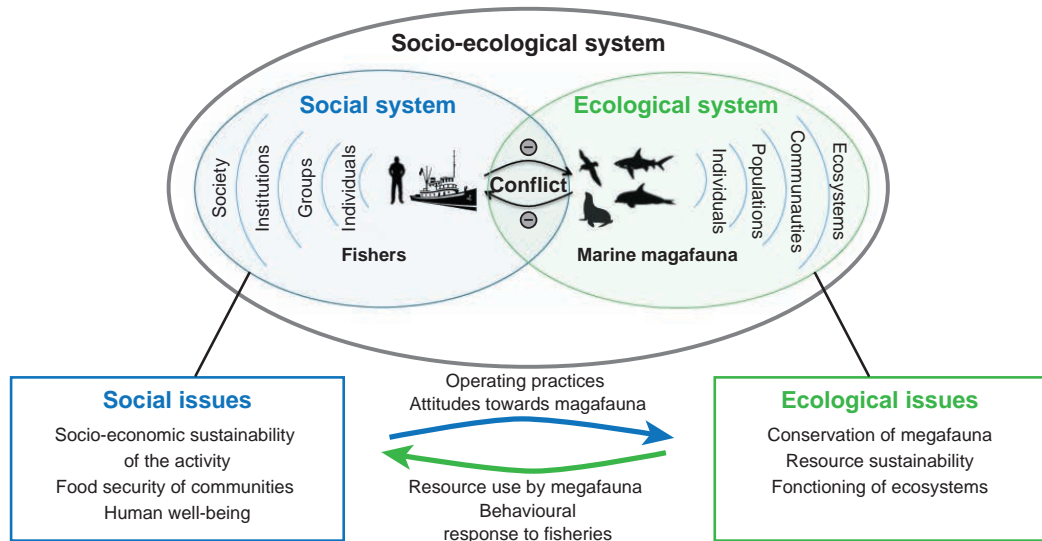 Socio-ecological system
Social system
Ecological system
Society
Institutions
Groups
Individuals
Fishers
Conflict
Marine magafauna
Individuals
Populations
Communauties
Ecosystems
Social issues
Socio-economic sustainability
of the activity
Food security of communities
Human well-being
Operating practices
Attitudes towards magafauna
Resource use by megafauna
Behavioural
response to fisheries
Ecological issues
Conservation of megafauna
Resource sustainability
Fonctioning of ecosystems